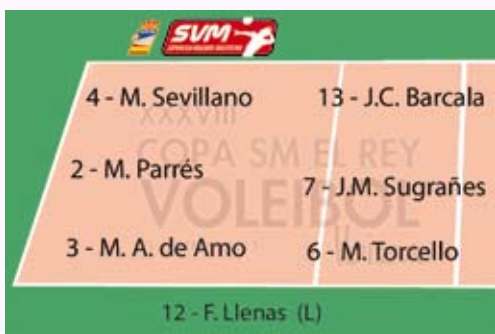 SVM
4 - M. Sevillano
13 - J.C. Barcala
XXXVIII
COPA SM EL REY
2 - M. Parrés
7 - J.M. Sugrañes
VOLEIBOL
3 - M. A. de Amo
6 - M. Torcello
12 - F. Llenas (L)